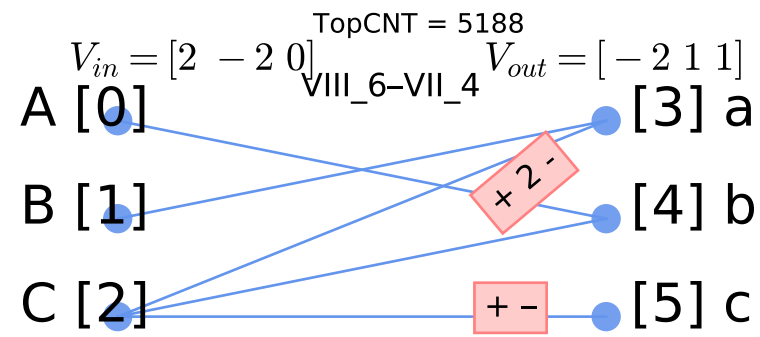 TopCNT = 5188
V_in = [2 −2 0] V_out = [−2 1 1]
VIII_6–VII_4
A [0] [3] a
+ 2 -
B [1] [4] b
C [2] + – [5] c